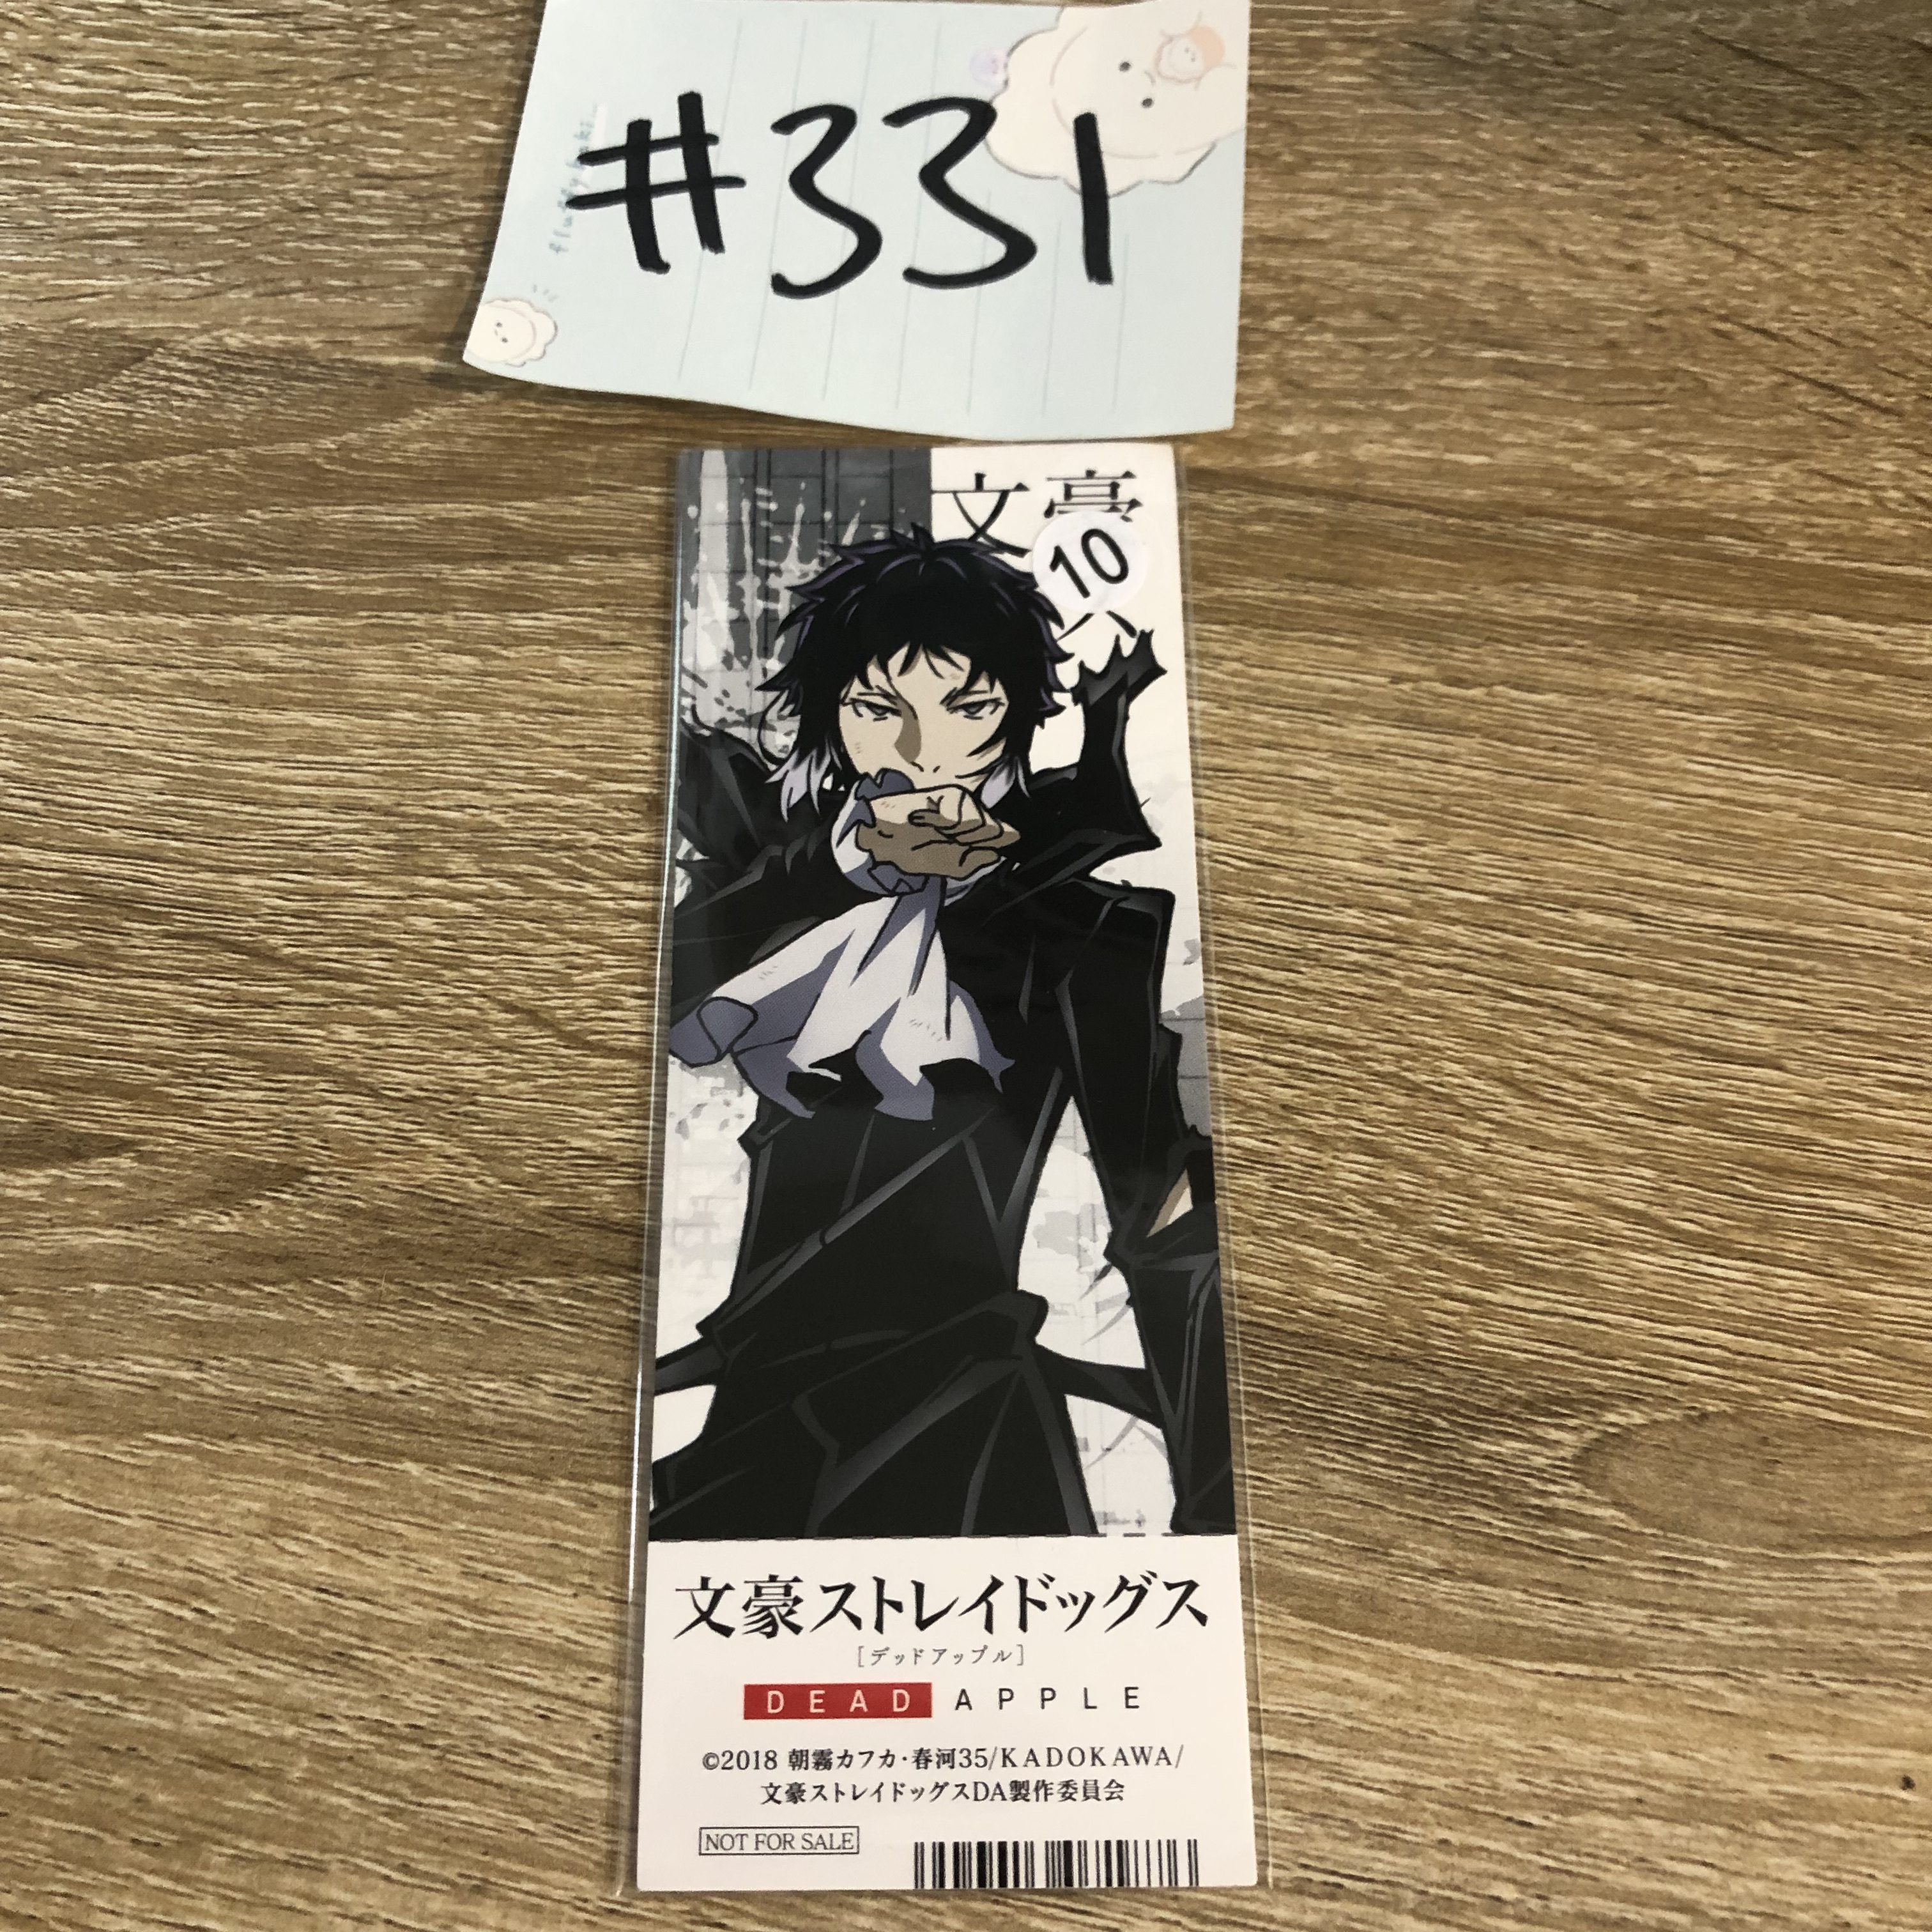 #331
fluffy
文豪
10
文豪ストレイドッグス
[デッドアップル]
DEAD APPLE
©2018 朝霧カフカ・春河35/KADOKAWA/
文豪ストレイドッグスDA製作委員会
NOT FOR SALE